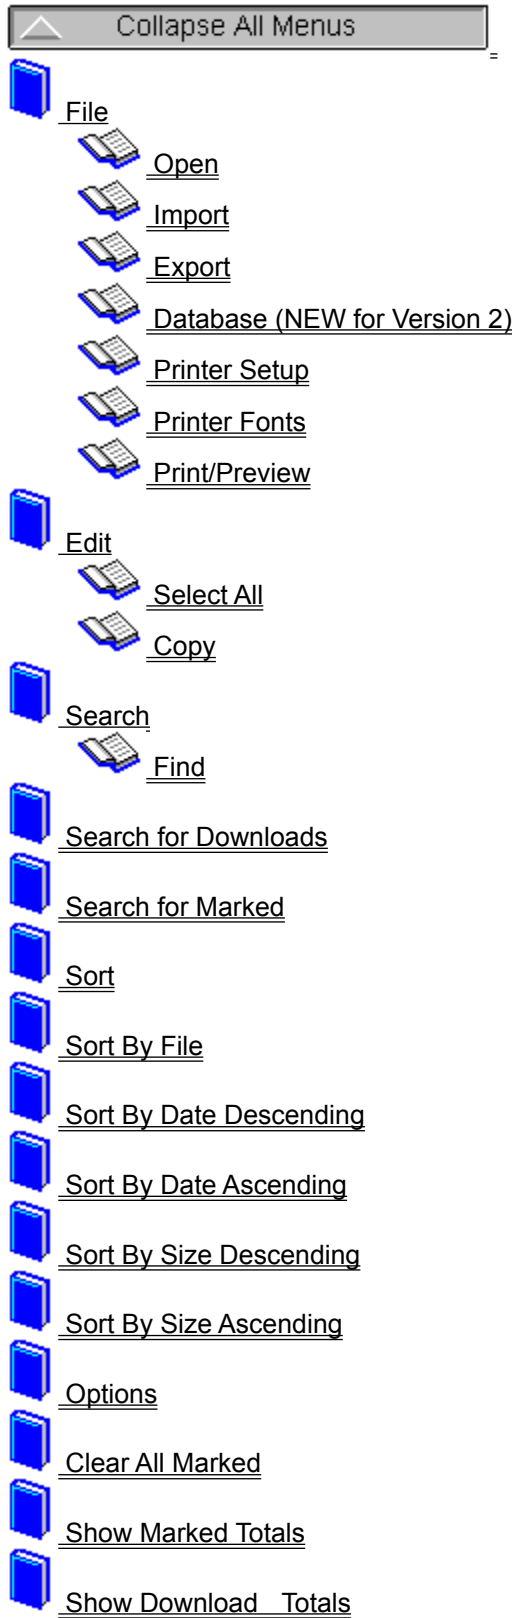 Collapse All Menus
File
Open
Import
Export
Database (NEW for Version 2)
Printer Setup
Printer Fonts
Print/Preview
Edit
Select All
Copy
Search
Find
Search for Downloads
Search for Marked
Sort
Sort By File
Sort By Date Descending
Sort By Date Ascending
Sort By Size Descending
Sort By Size Ascending
Options
Clear All Marked
Show Marked Totals
Show Download   Totals